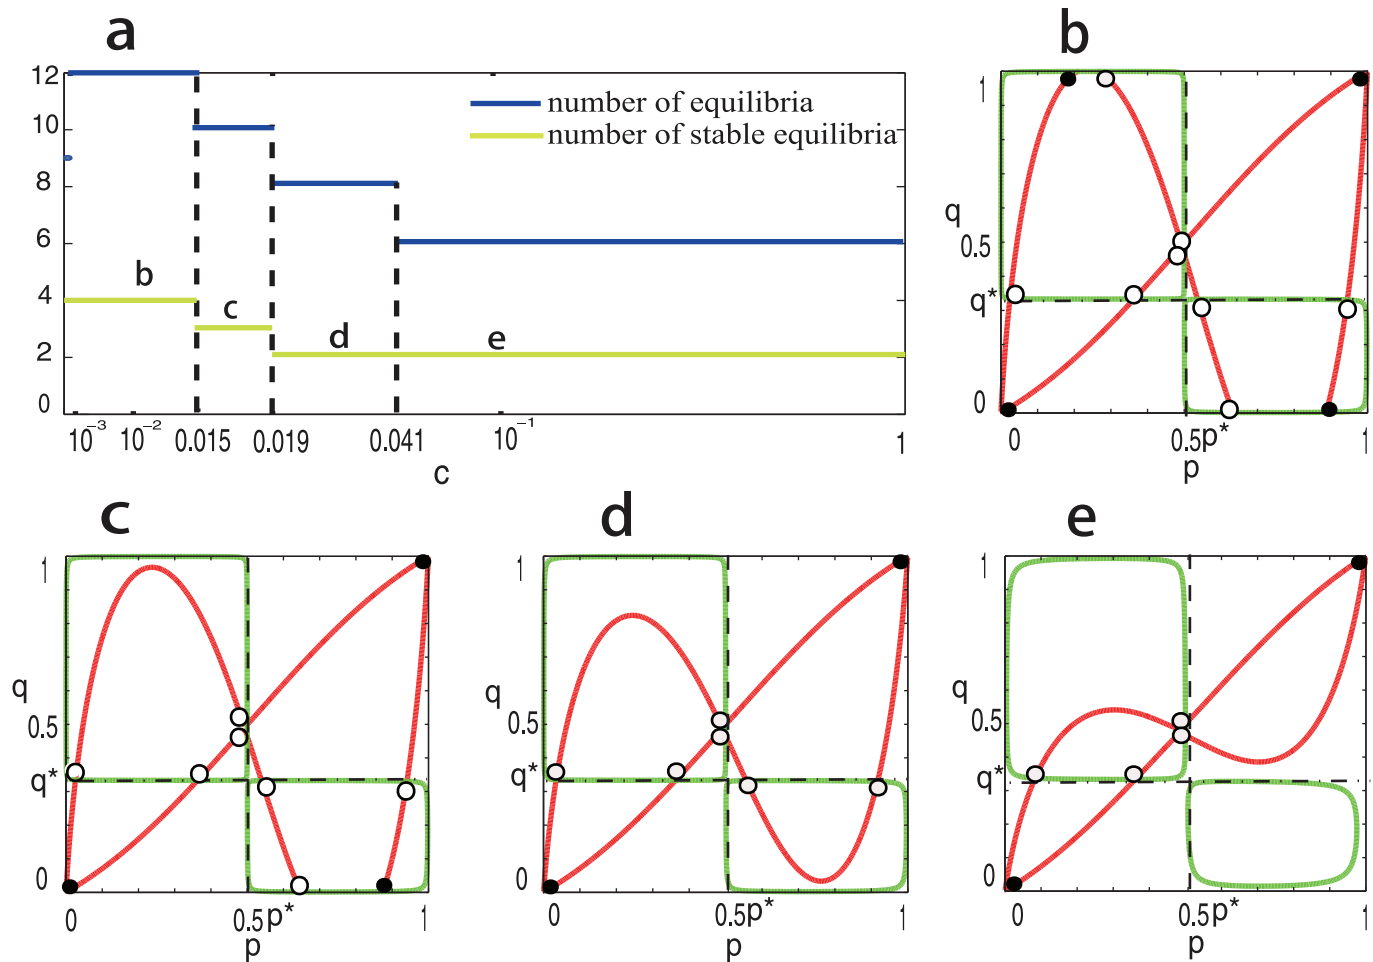 a
12
10
8
6
4
2
0
number of equilibria
number of stable equilibria
b
c
d
e
10⁻³ 10⁻² 0.015 0.019 0.041 10⁻¹ 1
c
b
1
q
0.5
q*
0
0 0.5p* 1
p
c
1
q
0.5
q*
0
0 0.5p* 1
p
d
1
q
0.5
q*
0
0 0.5p* 1
p
e
1
q
0.5
q*
0
0 0.5p* 1
p